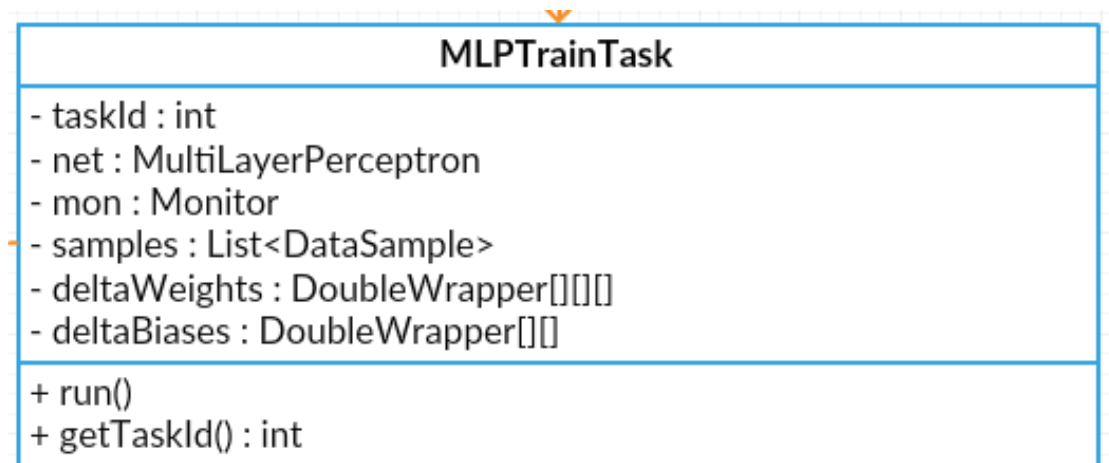 MLPTrainTask
- taskId : int
- net : MultiLayerPerceptron
- mon : Monitor
- samples : List<DataSample>
- deltaWeights : DoubleWrapper[][][]
- deltaBiases : DoubleWrapper[][]
+ run()
+ getTaskId() : int